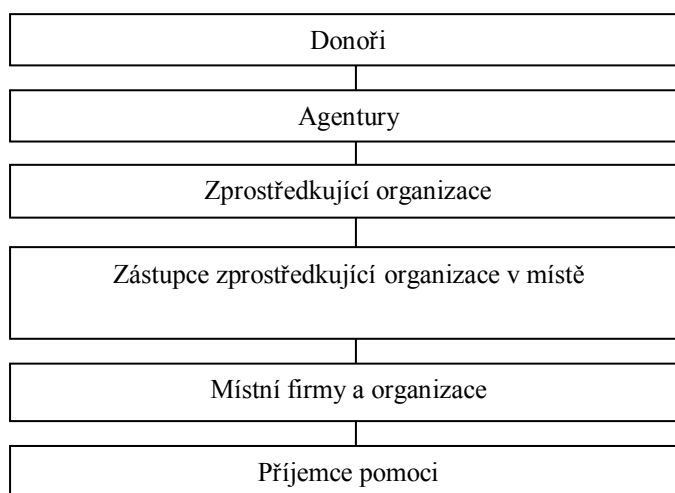 Donoři
Agentury
Zprostředkující organizace
Zástupce zprostředkující organizace v místě
Místní firmy a organizace
Příjemce pomoci